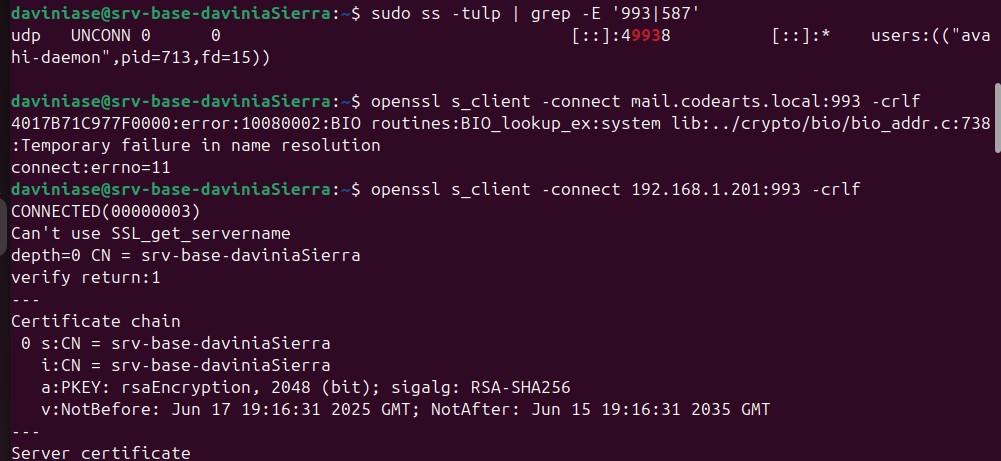 daviniase@srv-base-daviniaSierra:~$ sudo ss -tulp | grep -E '993|587'
udp   UNCONN 0      0                                  [::]:49938          [::]:*    users:(("ava
hi-daemon",pid=713,fd=15))
daviniase@srv-base-daviniaSierra:~$ openssl s_client -connect mail.codearts.local:993 -crlf
4017B71C977F0000:error:10080002:BIO routines:BIO_lookup_ex:system lib:../crypto/bio/bio_addr.c:738
:Temporary failure in name resolution
connect:errno=11
daviniase@srv-base-daviniaSierra:~$ openssl s_client -connect 192.168.1.201:993 -crlf
CONNECTED(00000003)
Can't use SSL_get_servername
depth=0 CN = srv-base-daviniaSierra
verify return:1
---
Certificate chain
 0 s:CN = srv-base-daviniaSierra
   i:CN = srv-base-daviniaSierra
   a:PKEY: rsaEncryption, 2048 (bit); sigalg: RSA-SHA256
   v:NotBefore: Jun 17 19:16:31 2025 GMT; NotAfter: Jun 15 19:16:31 2035 GMT
---
Server certificate